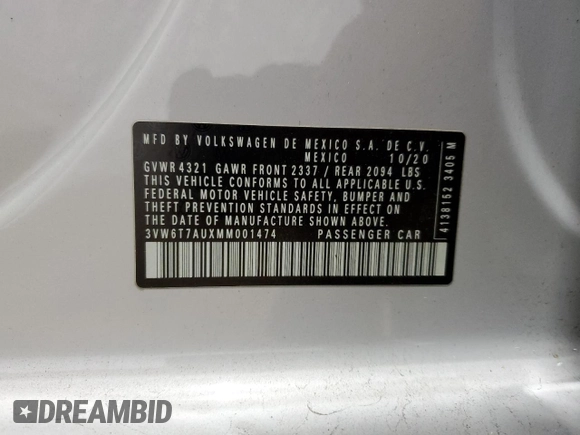 MFD BY VOLKSWAGEN DE MEXICO S.A. DE C.V.
MEXICO 10/20
GVWR 4321 GAWR FRONT 2337 / REAR 2094 LBS
THIS VEHICLE CONFORMS TO ALL APPLICABLE U.S.
FEDERAL MOTOR VEHICLE SAFETY, BUMPER AND
THEFT PREVENTION STANDARDS IN EFFECT ON
THE DATE OF MANUFACTURE SHOWN ABOVE.
3VW6T7AUXMM001474 PASSENGER CAR
4138152 3405 M
DREAMBID